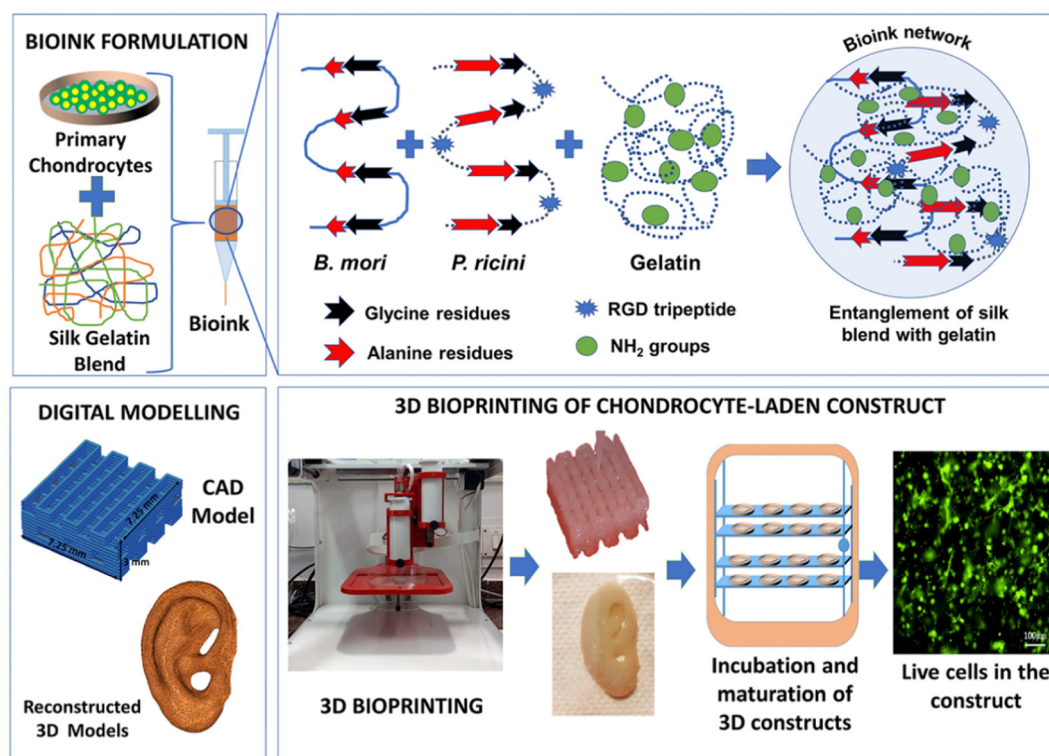 BIOINK FORMULATION
Primary
Chondrocytes
Silk Gelatin
Blend
Bioink
B. mori
P. ricini
Gelatin
Bioink network
Glycine residues
Alanine residues
RGD tripeptide
NH₂ groups
Entanglement of silk
blend with gelatin
DIGITAL MODELLING
CAD
Model
7.25 mm
7.25 mm
3 mm
Reconstructed
3D Models
3D BIOPRINTING OF CHONDROCYTE-LADEN CONSTRUCT
3D BIOPRINTING
Incubation and
maturation of
3D constructs
100μm
Live cells in the
construct